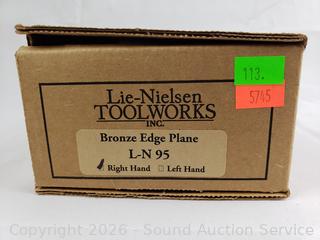 113.
5745
Lie-Nielsen
TOOLWORKS
INC.
Bronze Edge Plane
L-N 95
Right Hand Left Hand
Copyright 2026 - Sound Auction Service